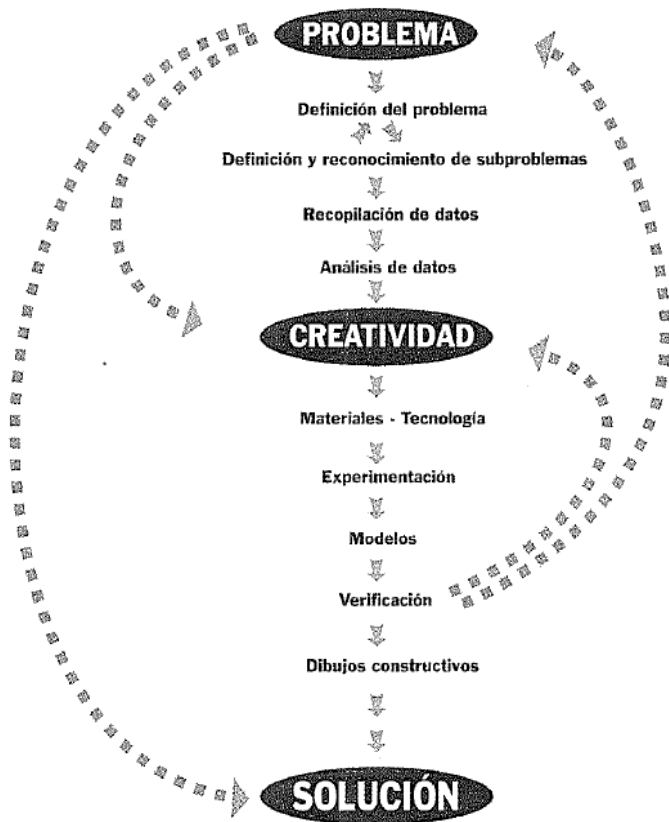 PROBLEMA
Definición del problema
Definición y reconocimiento de subproblemas
Recopilación de datos
Análisis de datos
CREATIVIDAD
Materiales - Tecnología
Experimentación
Modelos
Verificación
Dibujos constructivos
SOLUCIÓN